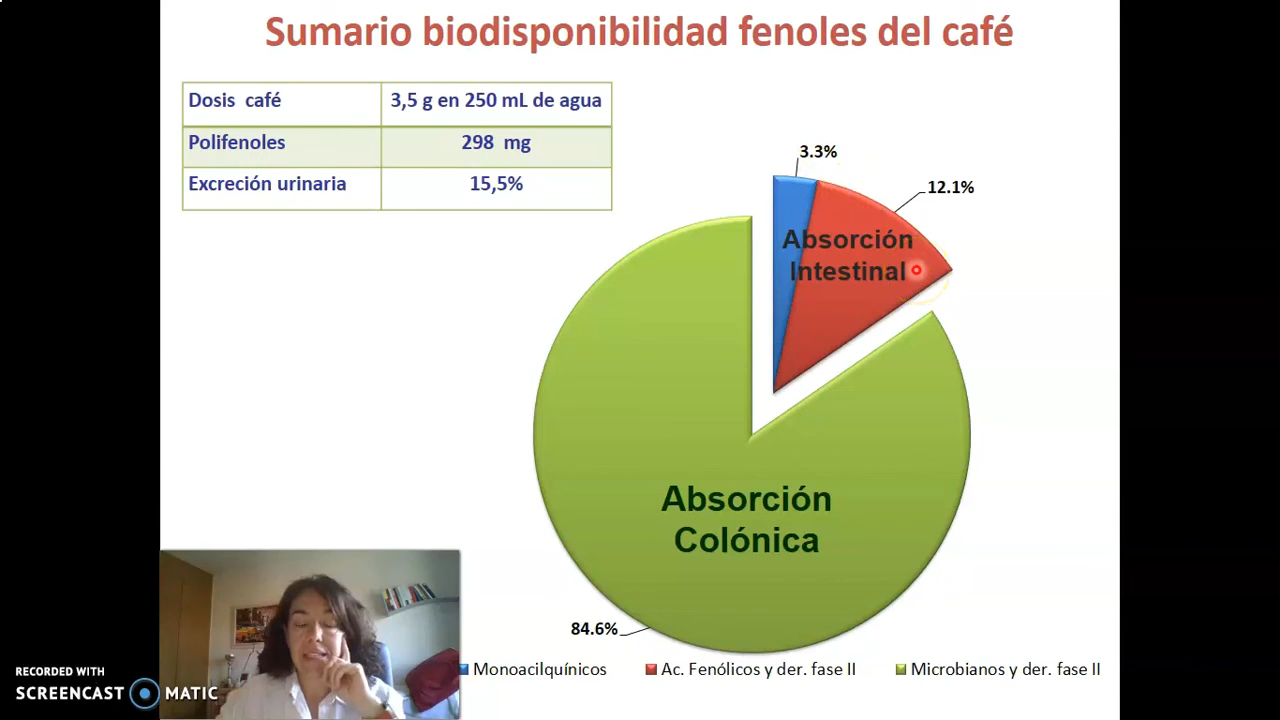 Sumario biodisponibilidad fenoles del café
Dosis café 3,5 g en 250 mL de agua
Polifenoles 298 mg
Excreción urinaria 15,5%
3.3%
12.1%
Absorción
Intestinal
Absorción
Colónica
84.6%
Monoacilquínicos Ac. Fenólicos y der. fase II Microbianos y der. fase II
RECORDED WITH
SCREENCAST MATIC